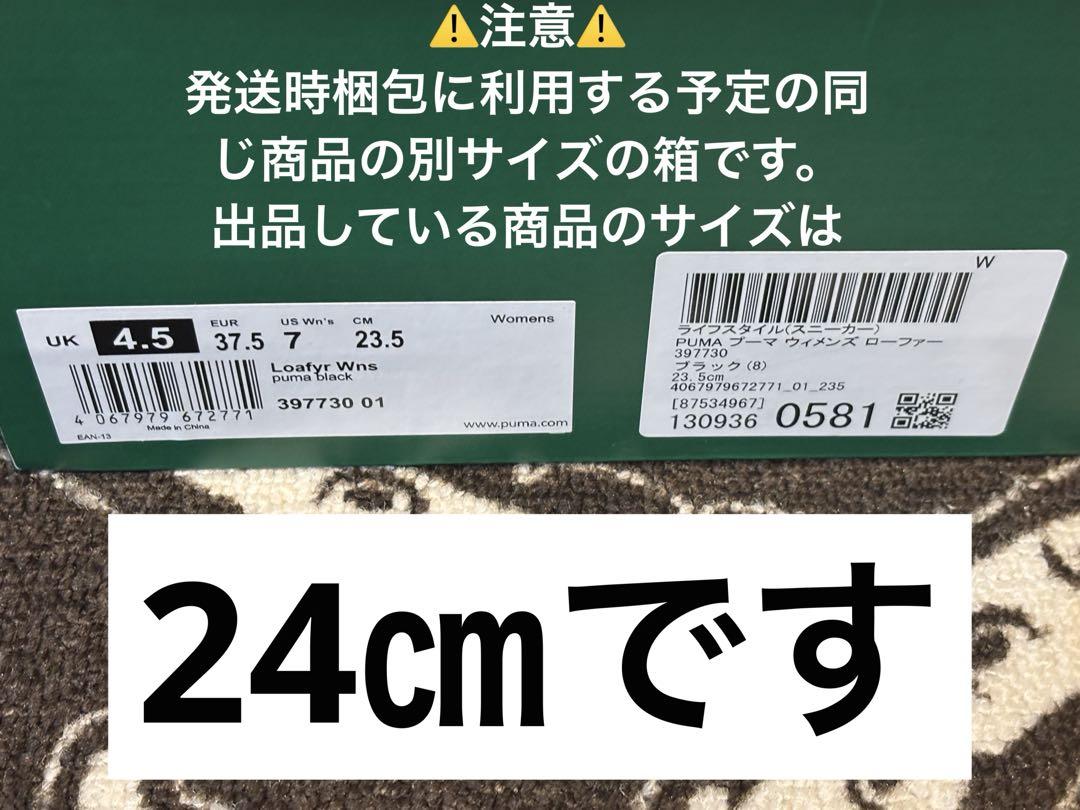 ⚠️注意⚠️
発送時梱包に利用する予定の同
じ商品の別サイズの箱です。
出品している商品のサイズは
UK 4.5 EUR 37.5 US Wn's 7 CM 23.5 Womens
Loafyr Wns
puma black
397730 01
4 067979 672771
Made in China
EAN-13
www.puma.com
W
ライフスタイル(スニーカー)
PUMA プーマ ウィメンズ ローファー
397730
ブラック(8)
23.5cm
4067979672771_01_235
[87534967]
130936 0581
24㎝です